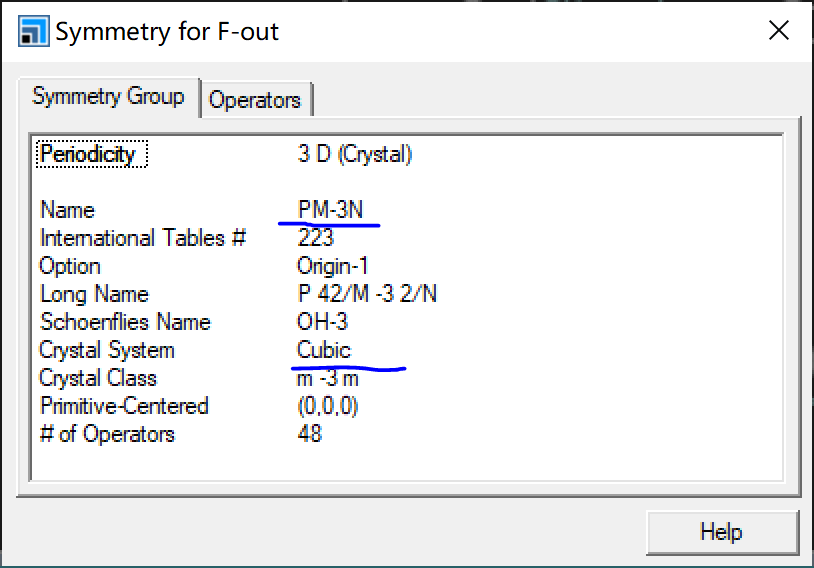 Symmetry for F-out
Symmetry Group Operators
Periodicity 3 D (Crystal)
Name PM-3N
International Tables # 223
Option Origin-1
Long Name P 42/M -3 2/N
Schoenflies Name OH-3
Crystal System Cubic
Crystal Class m -3 m
Primitive-Centered (0,0,0)
# of Operators 48
Help